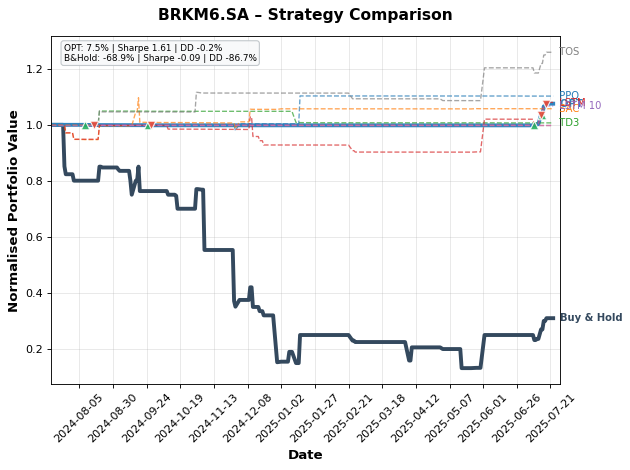 BRKM6.SA – Strategy Comparison
OPT: 7.5% | Sharpe 1.61 | DD -0.2%
B&Hold: -68.9% | Sharpe -0.09 | DD -86.7%
Normalised Portfolio Value
1.2
1.0
0.8
0.6
0.4
0.2
TOS
PPO
TD3
Buy & Hold
2024-08-05
2024-08-30
2024-09-24
2024-10-19
2024-11-13
2024-12-08
2025-01-02
2025-01-27
2025-02-21
2025-03-18
2025-04-12
2025-05-07
2025-06-01
2025-06-26
2025-07-21
Date